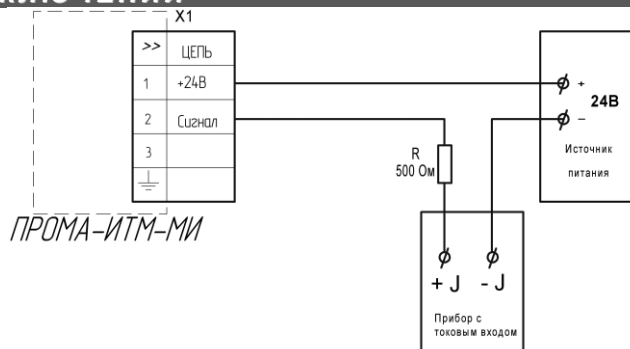 X1
>> ЦЕПЬ
1 +24В
2 Сигнал
3
ПРОМА-ИТМ-МИ
R
500 Ом
+
24В
–
Источник
питания
+ J - J
Прибор с
токовым входом